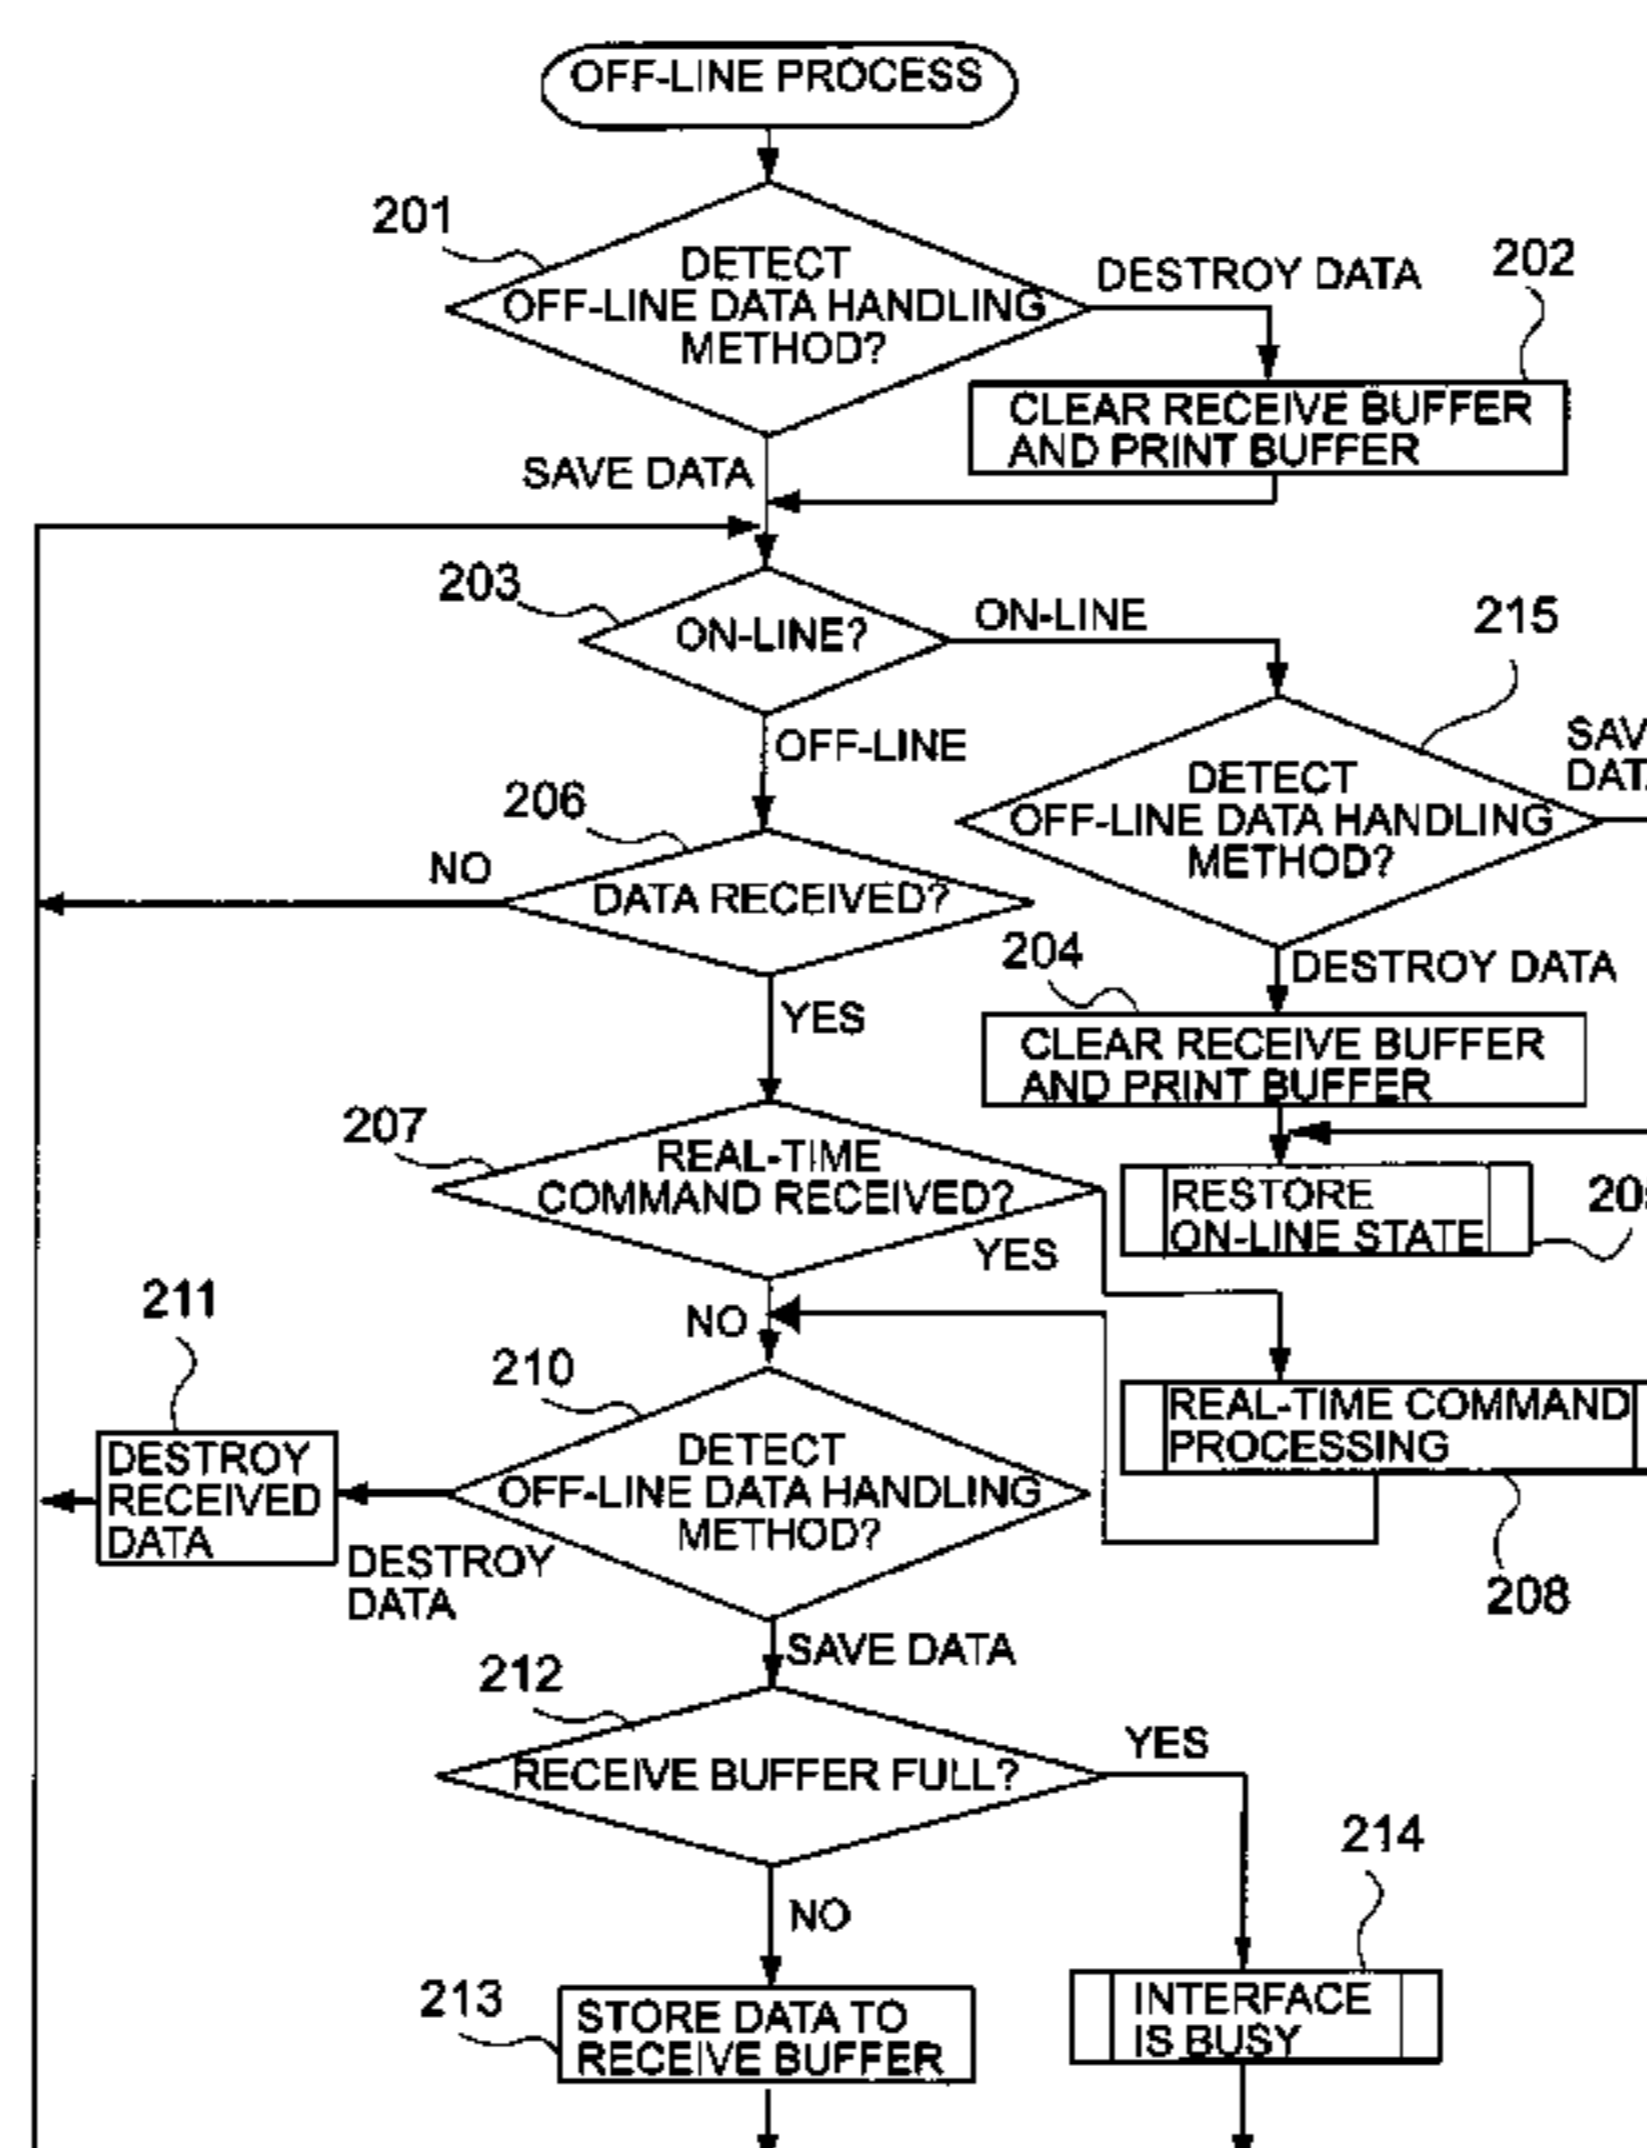 OFF-LINE PROCESS
201
DETECT
OFF-LINE DATA HANDLING
METHOD?
DESTROY DATA
202
CLEAR RECEIVE BUFFER
AND PRINT BUFFER
SAVE DATA
203
ON-LINE?
ON-LINE
215
OFF-LINE
DETECT
OFF-LINE DATA HANDLING
METHOD?
206
NO
DATA RECEIVED?
204
DESTROY DATA
YES
CLEAR RECEIVE BUFFER
AND PRINT BUFFER
207
REAL-TIME
COMMAND RECEIVED?
RESTORE
ON-LINE STATE
YES
211
NO
210
REAL-TIME COMMAND
PROCESSING
DESTROY
RECEIVED
DATA
DETECT
OFF-LINE DATA HANDLING
METHOD?
DESTROY
DATA
208
SAVE DATA
212
RECEIVE BUFFER FULL?
YES
214
NO
213
STORE DATA TO
RECEIVE BUFFER
INTERFACE
IS BUSY